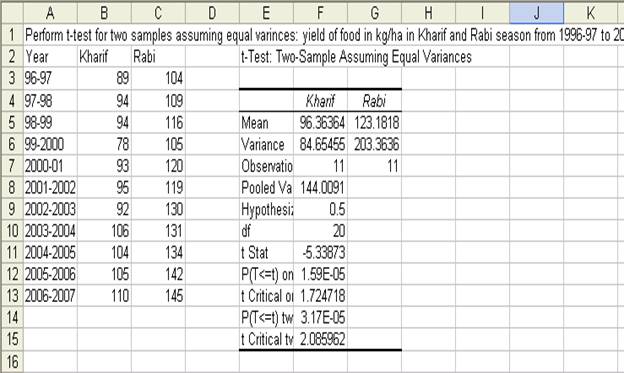 A B C D E F G H I J K
1 Perform t-test for two samples assuming equal varinces: yield of food in kg/ha in Kharif and Rabi season from 1996-97 to 20
2 Year Kharif Rabi t-Test: Two-Sample Assuming Equal Variances
3 96-97 89 104
4 97-98 94 109 Kharif Rabi
5 98-99 94 116 Mean 96.36364 123.1818
6 99-2000 78 105 Variance 84.65455 203.3636
7 2000-01 93 120 Observatio 11 11
8 2001-2002 95 119 Pooled Va 144.0091
9 2002-2003 92 130 Hypothesi 0.5
10 2003-2004 106 131 df 20
11 2004-2005 104 134 t Stat -5.33873
12 2005-2006 105 142 P(T<=t) on 1.59E-05
13 2006-2007 110 145 t Critical o 1.724718
14 P(T<=t) tw 3.17E-05
15 t Critical tw 2.085962
16